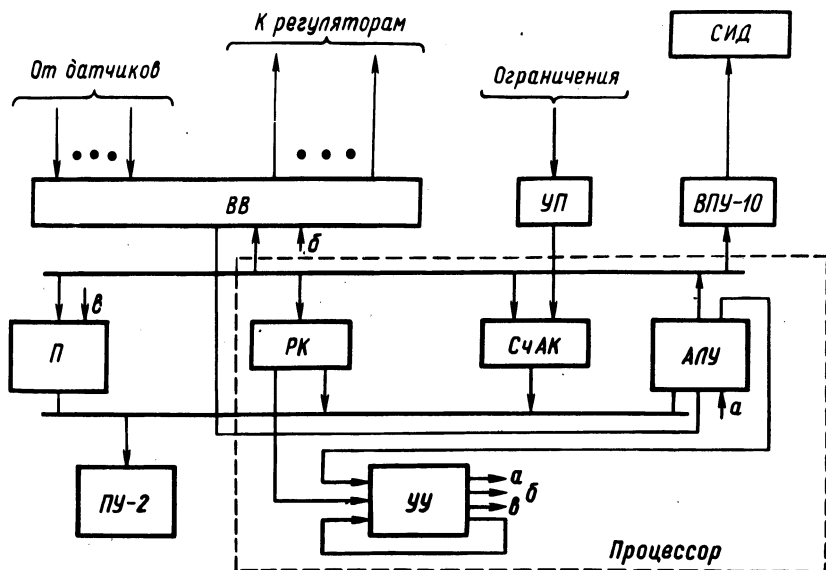 К регуляторам
СИД
От датчиков
Ограничения
ВВ
УП
ВПУ-10
б
в
П
РК
СчАК
АЛУ
а
ПУ-2
УУ
а
б
в
Процессор